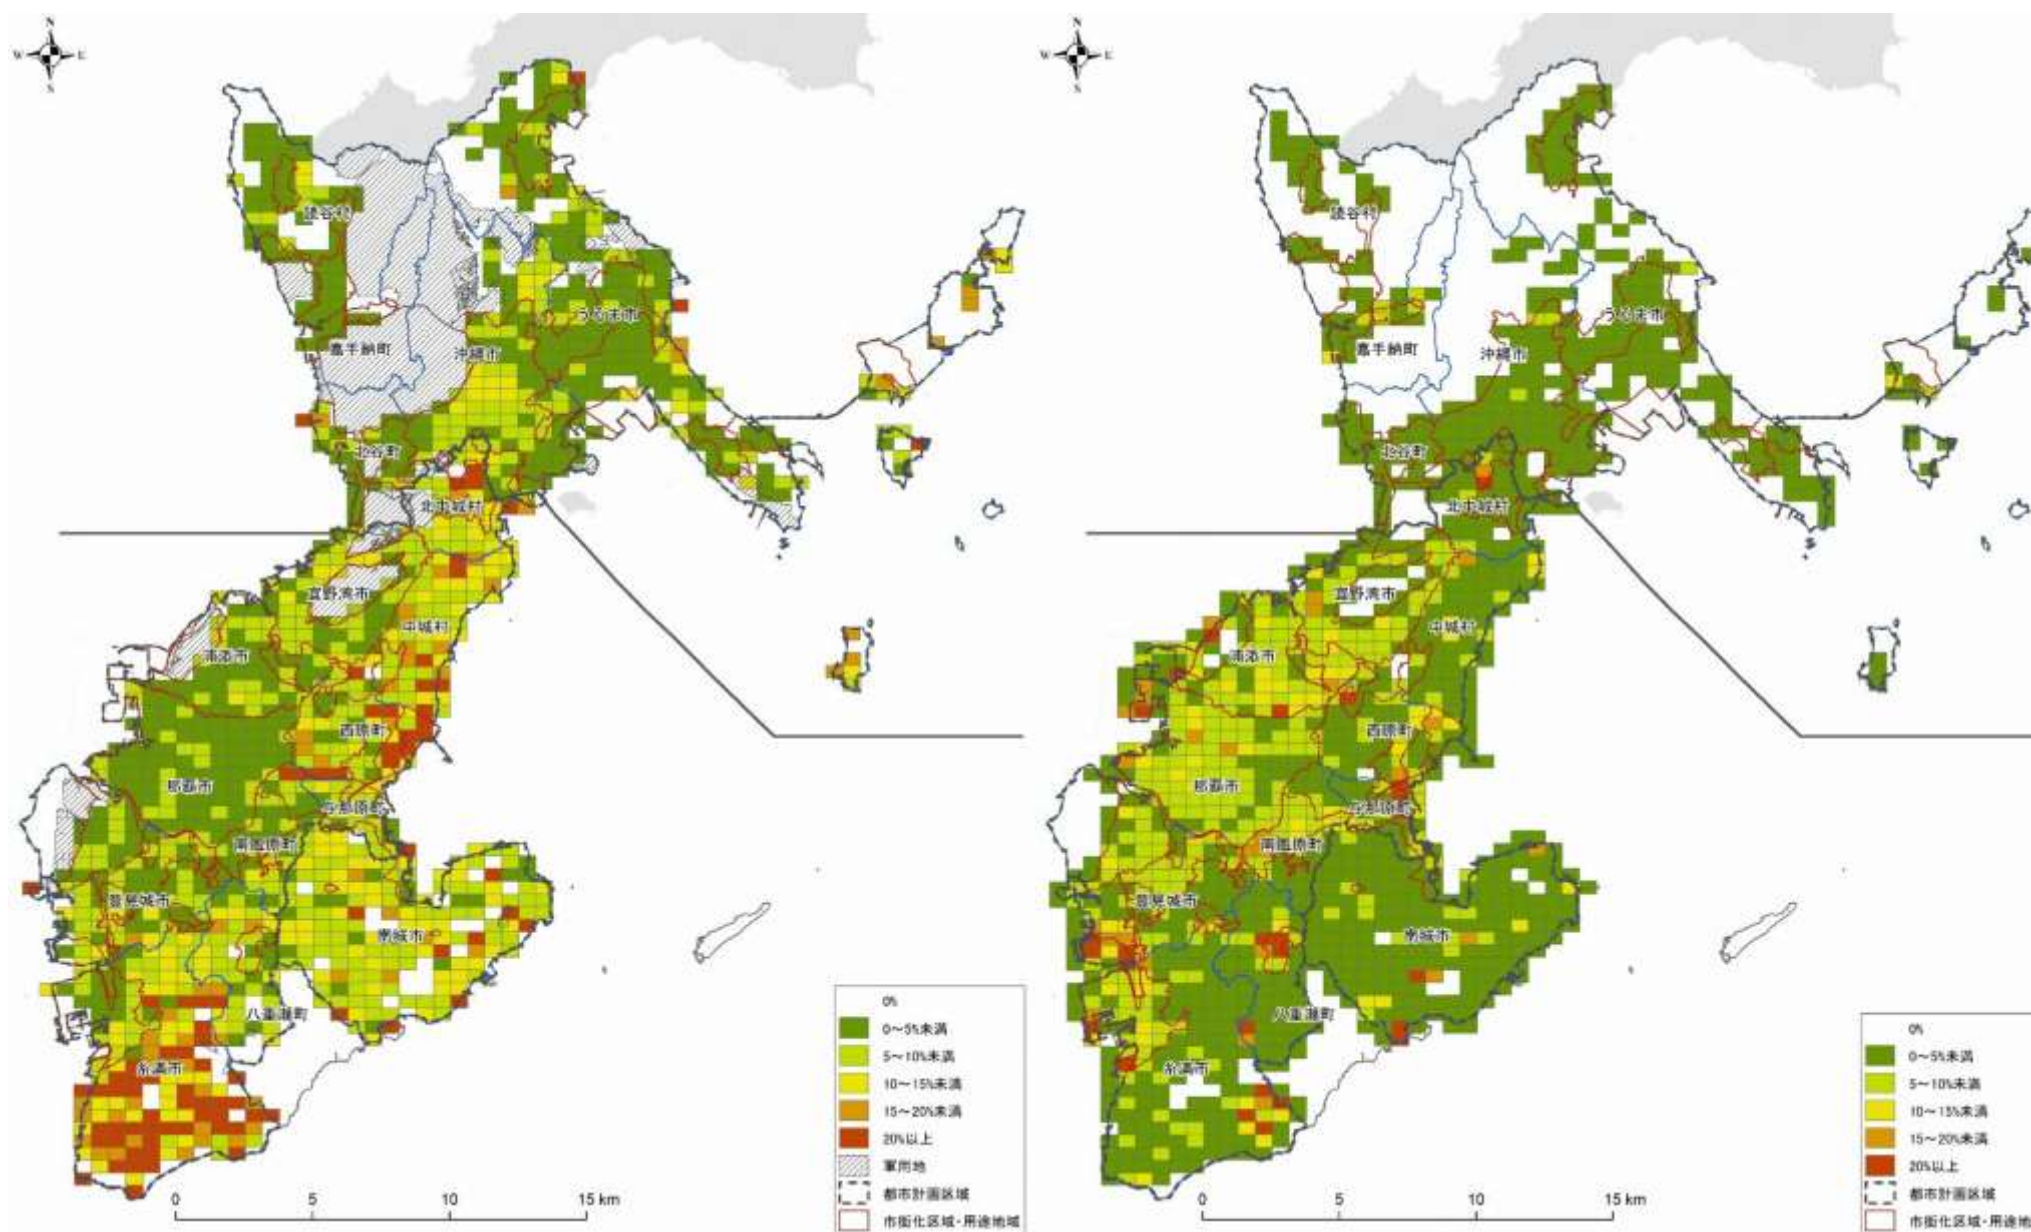 N
W E
S
読谷村
嘉手納町
沖縄市
うるま市
北谷町
北中城村
宜野湾市
中城村
浦添市
西原町
那覇市
与那原町
南風原町
豊見城市
南城市
八重瀬町
糸満市
0%
0～5%未満
5～10%未満
10～15%未満
15～20%未満
20%以上
軍用地
都市計画区域
市街化区域・用途地域
0 5 10 15 km
N
W E
S
読谷村
嘉手納町
沖縄市
うるま市
北谷町
北中城村
宜野湾市
中城村
浦添市
西原町
那覇市
与那原町
南風原町
豊見城市
南城市
八重瀬町
糸満市
0%
0～5%未満
5～10%未満
10～15%未満
15～20%未満
20%以上
都市計画区域
市街化区域・用途地域
0 5 10 15 km